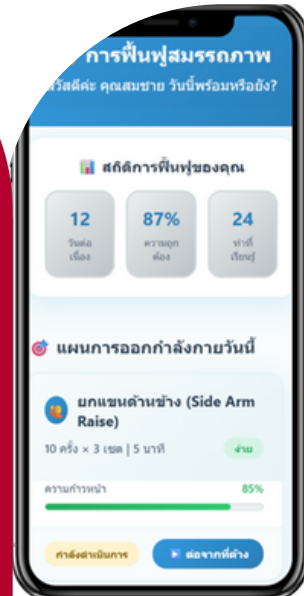 การฟื้นฟูสมรรถภาพ
สวัสดีค่ะ คุณสมชาย วันนี้พร้อมหรือยัง?
สถิติการฟื้นฟูของคุณ
12 87% 24
วันต่อ ความถูก ท่าที่
เนื่อง ต้อง เรียนรู้
แผนการออกกำลังกายวันนี้
ยกแขนด้านข้าง (Side Arm
Raise)
10 ครั้ง × 3 เซต | 5 นาที ง่าย
ความก้าวหน้า 85%
กำลังดำเนินการ ต่อจากที่ค้าง